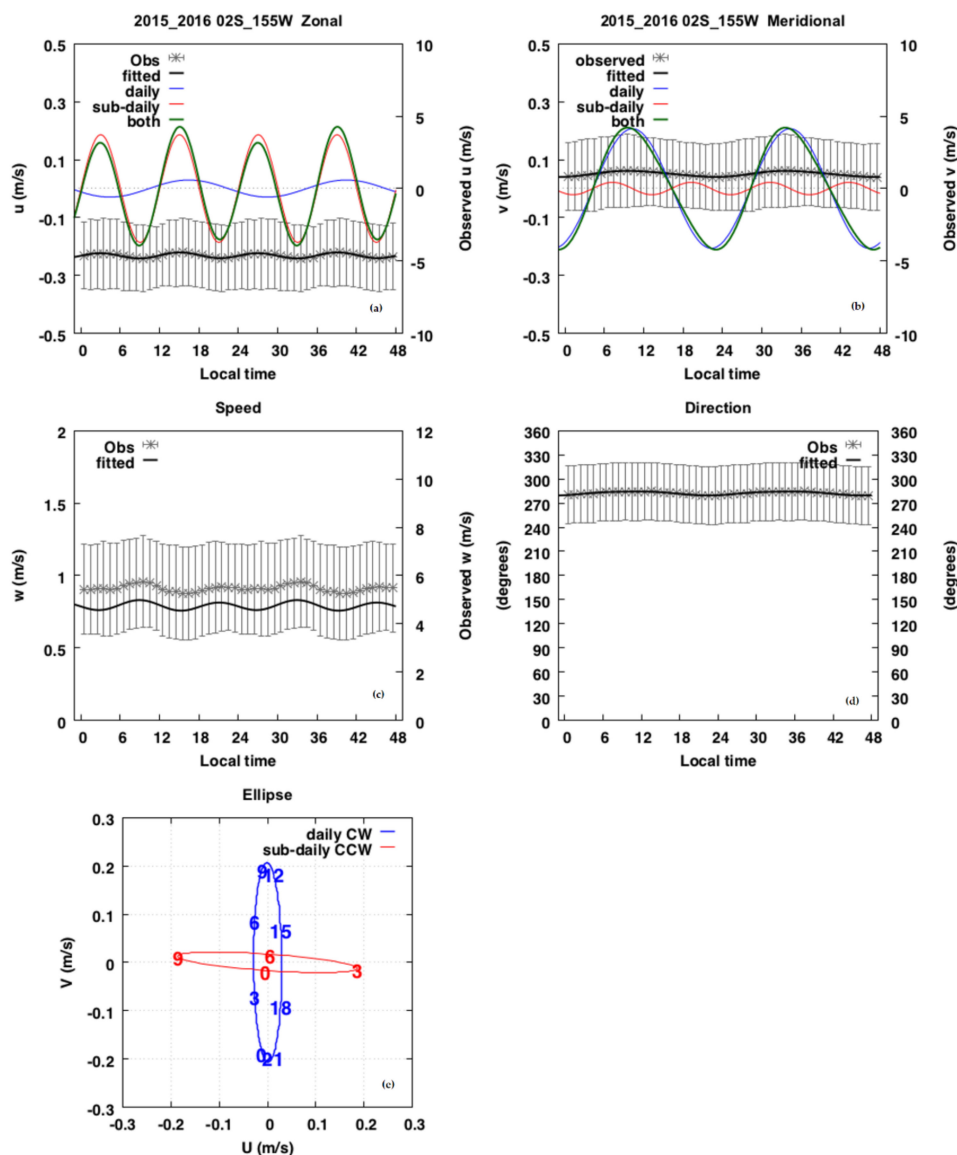 2015_2016 02S_155W Zonal
0.5
0.3
0.1
-0.1
-0.3
-0.5
u (m/s)
10
5
0
-5
-10
Observed u (m/s)
Obs
fitted
daily
sub-daily
both
(a)
0 6 12 18 24 30 36 42 48
Local time
2015_2016 02S_155W Meridional
0.5
0.3
0.1
-0.1
-0.3
-0.5
v (m/s)
10
5
0
-5
-10
Observed v (m/s)
observed
fitted
daily
sub-daily
both
(b)
0 6 12 18 24 30 36 42 48
Local time
Speed
2
1.5
1
0.5
0
w (m/s)
12
10
8
6
4
2
0
Observed w (m/s)
Obs
fitted
(c)
0 6 12 18 24 30 36 42 48
Local time
Direction
360
330
300
270
240
210
180
150
120
90
60
30
0
(degrees)
360
330
300
270
240
210
180
150
120
90
60
30
0
(degrees)
Obs
fitted
(d)
0 6 12 18 24 30 36 42 48
Local time
Ellipse
0.3
0.2
0.1
0
-0.1
-0.2
-0.3
V (m/s)
daily CW
sub-daily CCW
9 12
6 15
9 6 3
0
3 18
0 21
-0.3 -0.2 -0.1 0 0.1 0.2 0.3
U (m/s)